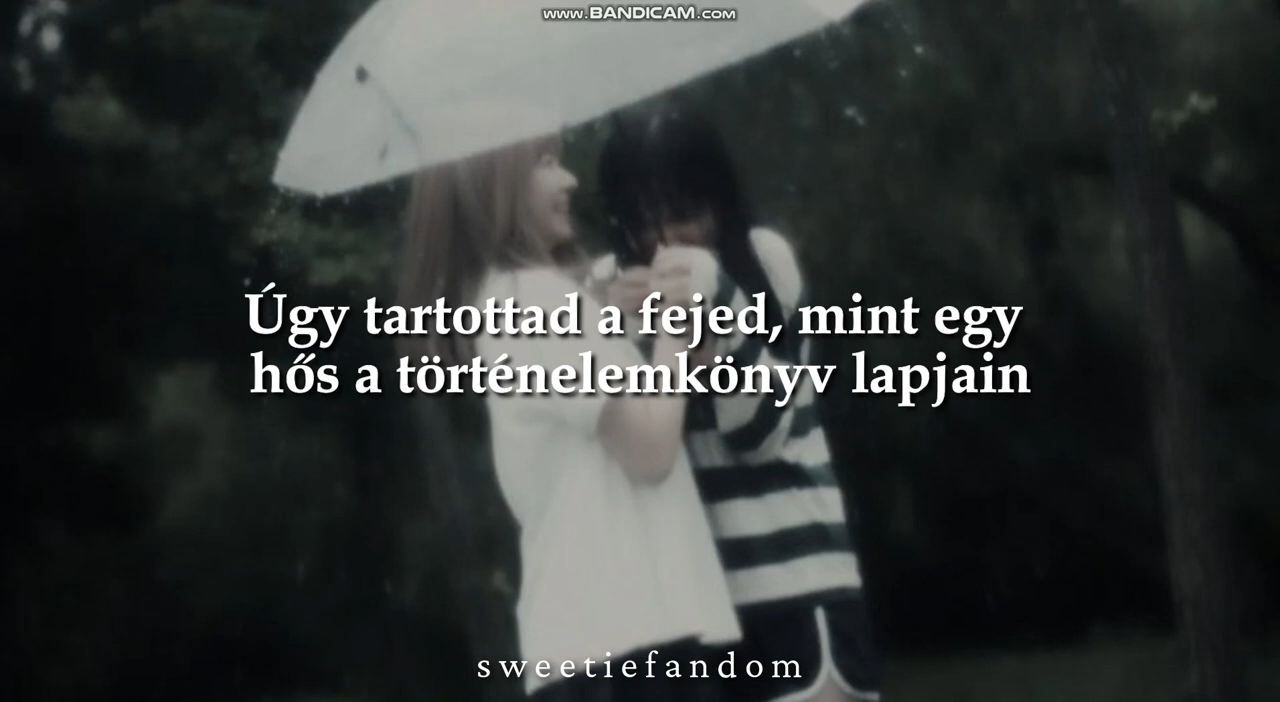 www.BANDICAM.com
Úgy tartottad a fejed, mint egy
hős a történelemkönyv lapjain
sweetiefandom